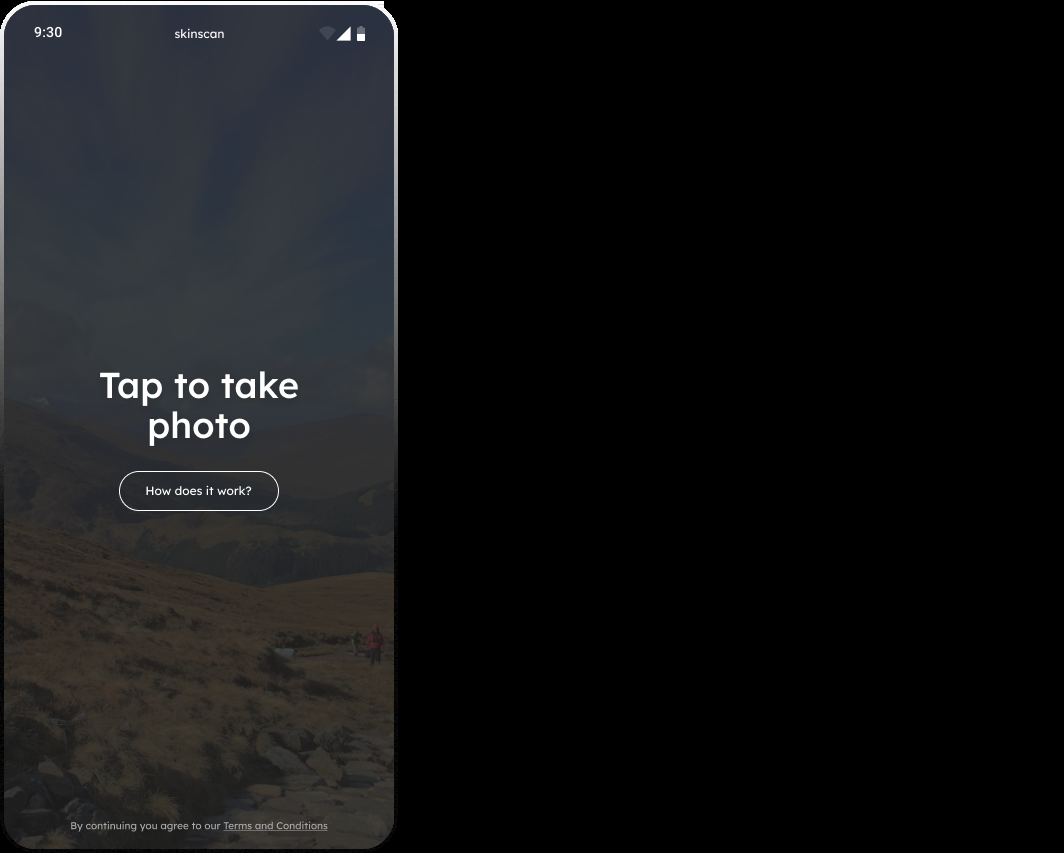 9:30
skinscan
Tap to take
photo
How does it work?
By continuing you agree to our Terms and Conditions